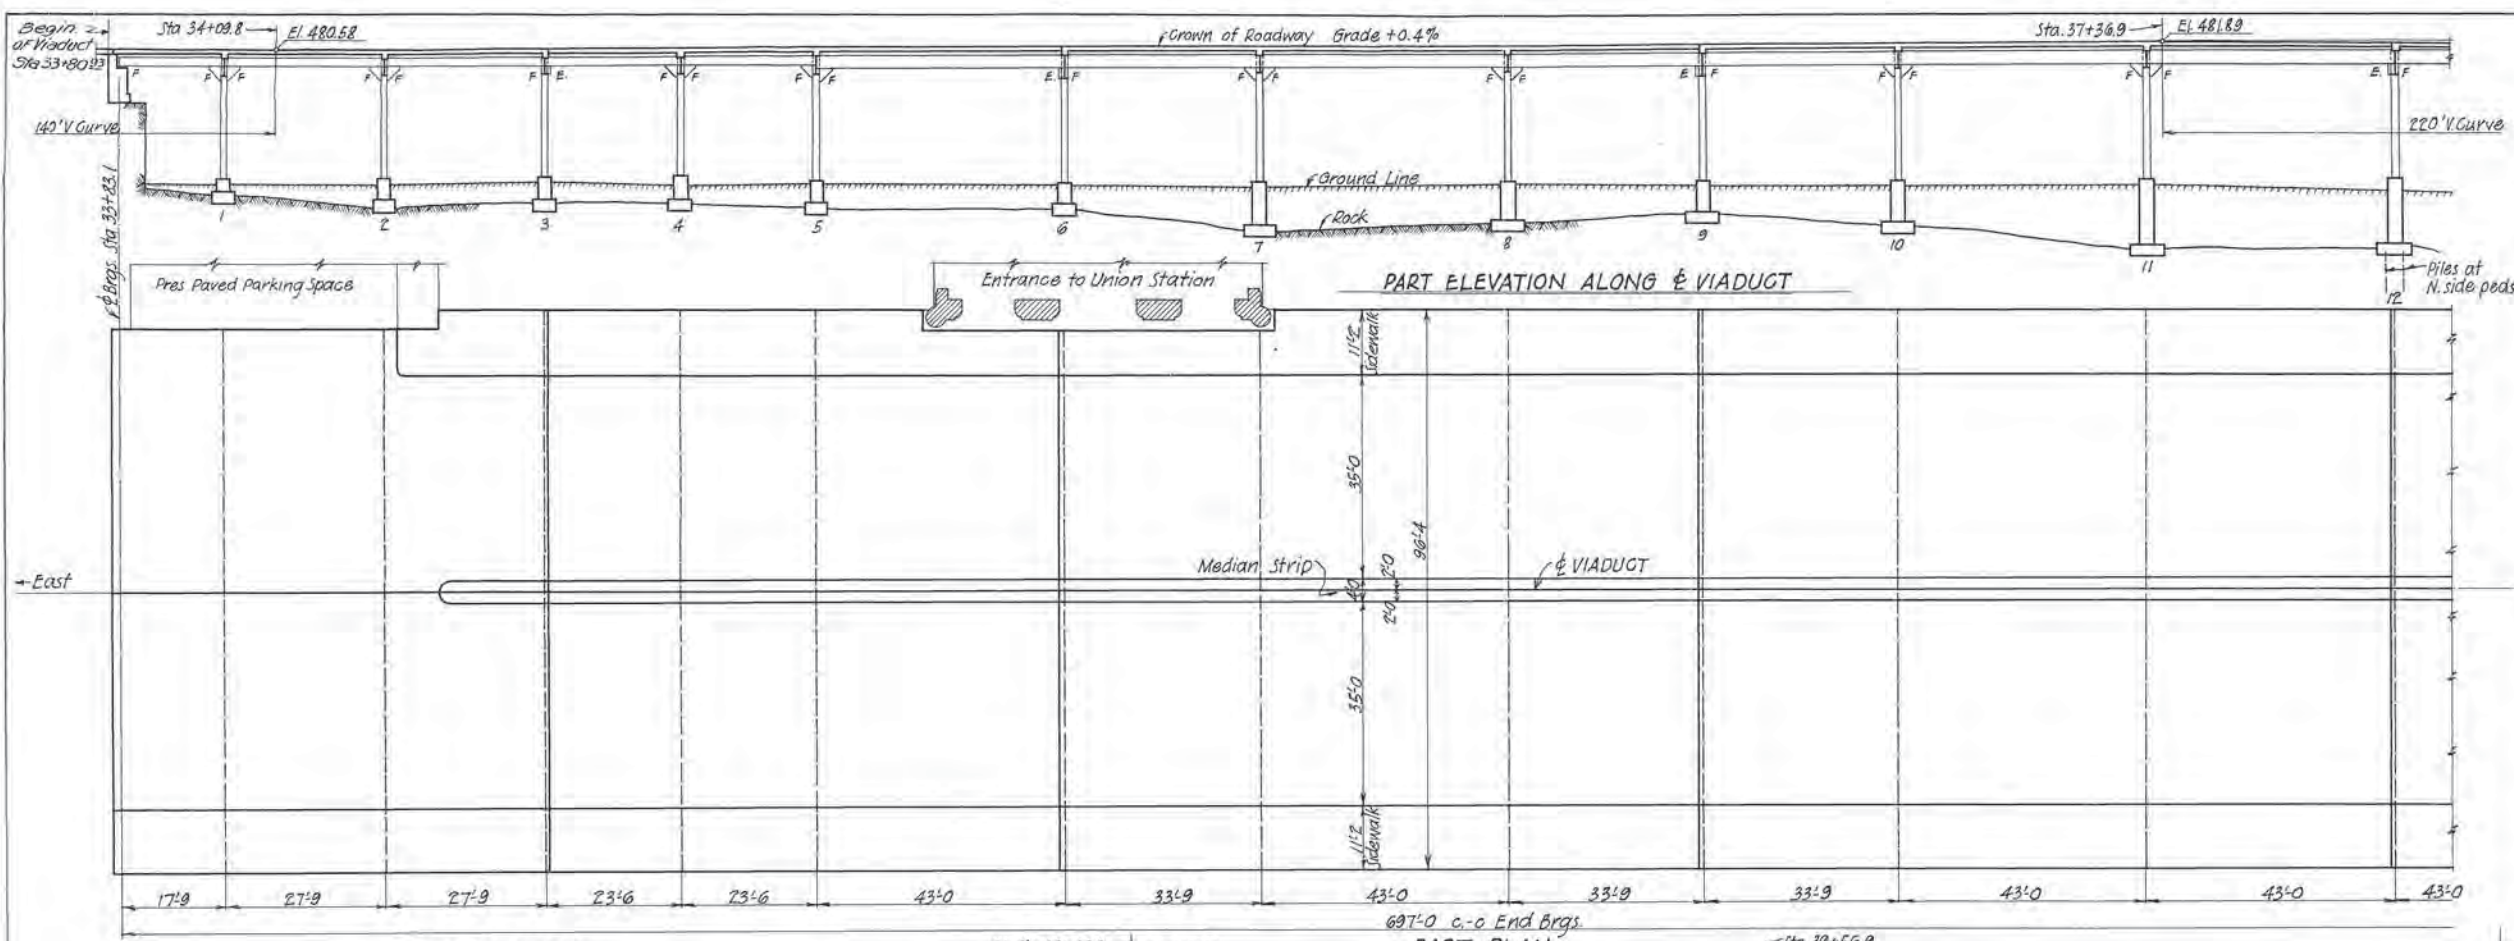 Begin.
of Viaduct
Sta 33+80.93
Sta 34+09.8
El. 480.58
Crown of Roadway Grade +0.4%
Sta. 37+36.9
El. 481.89
F F F F F F E. F F F F E. F F F F F E F F F F F E. F
140' V Curve
220' V. Curve
℄ Brgs. Sta 33+83.1
Ground Line
Rock
1 2 3 4 5 6 7 8 9 10 11 12
Piles at
N. side peds
Pres Paved Parking Space
Entrance to Union Station
PART ELEVATION ALONG ℄ VIADUCT
11'-2
Sidewalk
35'-0
96'-4
Median Strip
4'-0
2'-0
2'-0
℄ VIADUCT
East
35'-0
11'-2
Sidewalk
17'-9 27'-9 27'-9 23'-6 23'-6 43'-0 33'-9 43'-0 33'-9 33'-9 43'-0 43'-0 43'-0
697'-0 c.-c End Brgs.